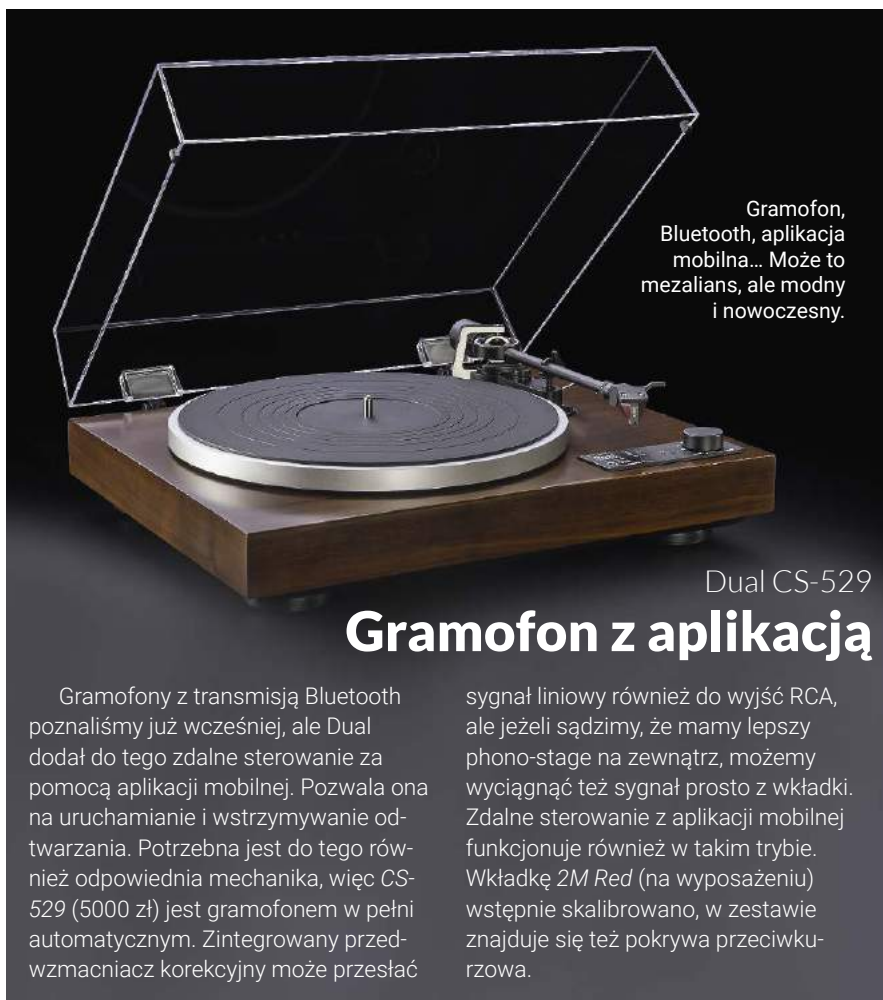 Gramofon,
Bluetooth, aplikacja
mobilna... Może to
mezalians, ale modny
i nowoczesny.
Dual CS-529
Gramofon z aplikacją
Gramofony z transmisją Bluetooth
poznaliśmy już wcześniej, ale Dual
dodał do tego zdalne sterowanie za
pomocą aplikacji mobilnej. Pozwala ona
na uruchamianie i wstrzymywanie od-
twarzania. Potrzebna jest do tego rów-
nież odpowiednia mechanika, więc CS-
529 (5000 zł) jest gramofonem w pełni
automatycznym. Zintegrowany przed-
wzmacniacz korekcyjny może przesłać
sygnał liniowy również do wyjść RCA,
ale jeżeli sądzimy, że mamy lepszy
phono-stage na zewnątrz, możemy
wyciągnąć też sygnał prosto z wkładki.
Zdalne sterowanie z aplikacji mobilnej
funkcjonuje również w takim trybie.
Wkładkę 2M Red (na wyposażeniu)
wstępnie skalibrowano, w zestawie
znajduje się też pokrywa przeciwku-
rzowa.